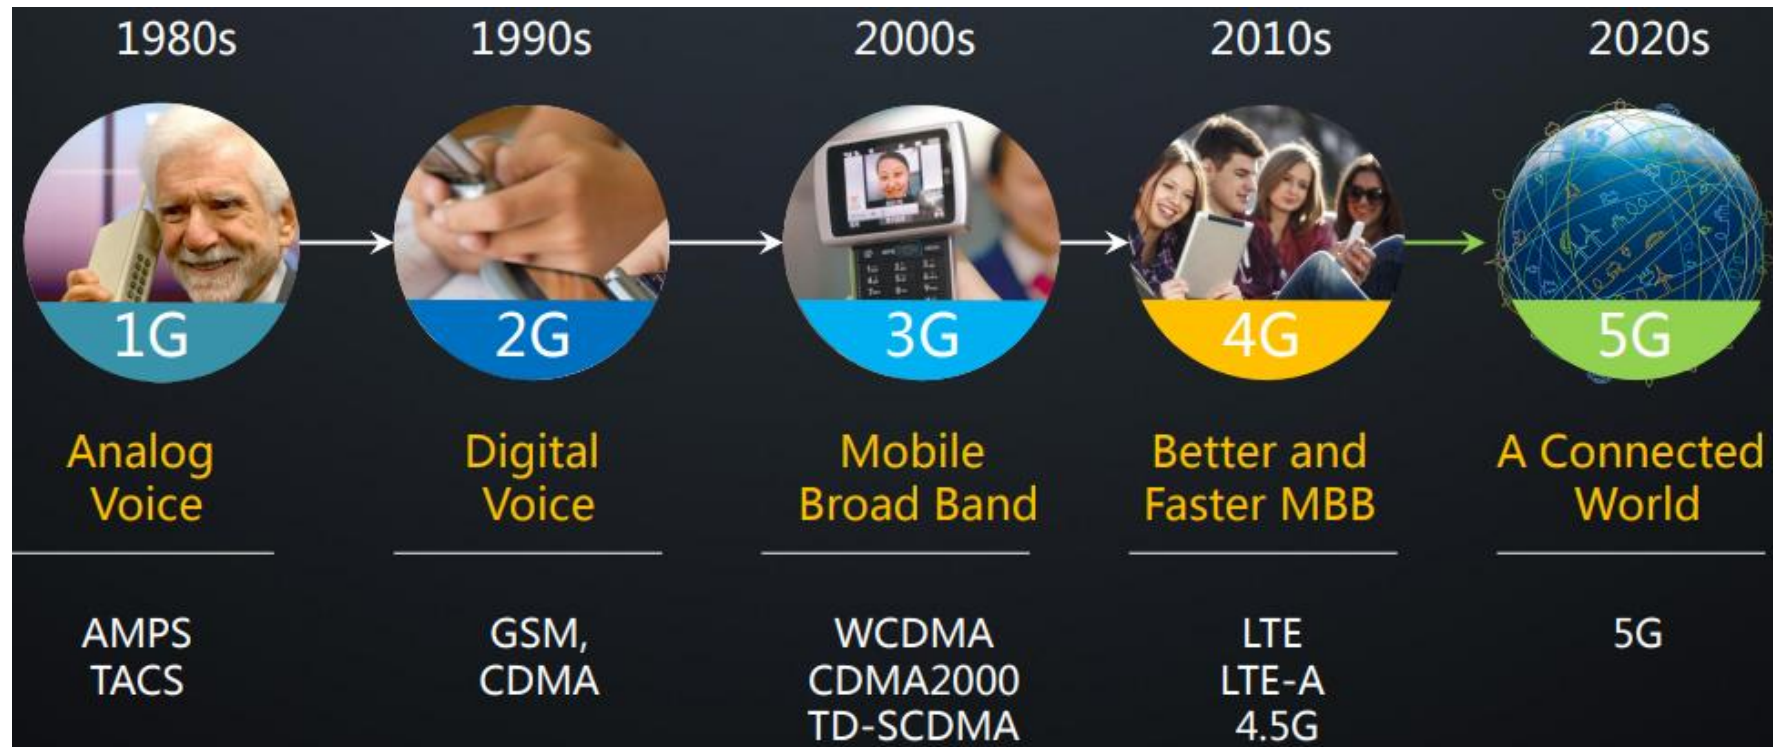 1980s
1990s
2000s
2010s
2020s
1G
2G
3G
4G
5G
Analog
Voice
Digital
Voice
Mobile
Broad Band
Better and
Faster MBB
A Connected
World
AMPS
TACS
GSM,
CDMA
WCDMA
CDMA2000
TD-SCDMA
LTE
LTE-A
4.5G
5G